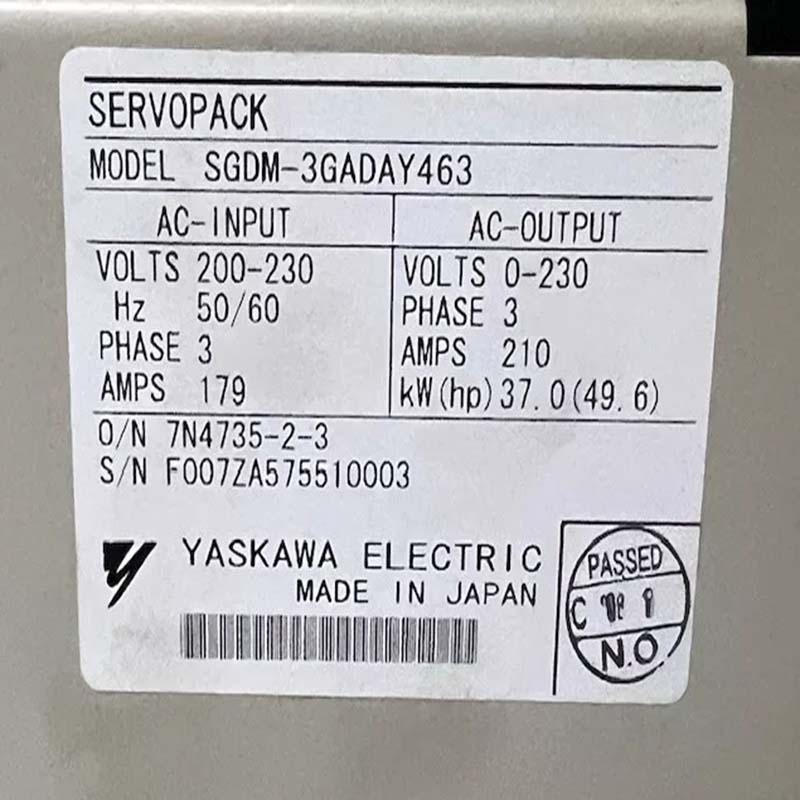 SERVOPACK
MODEL SGDM-3GADAY463
AC-INPUT
VOLTS 200-230
Hz 50/60
PHASE 3
AMPS 179
AC-OUTPUT
VOLTS 0-230
PHASE 3
AMPS 210
kW(hp) 37.0(49.6)
O/N 7N4735-2-3
S/N F007ZA575510003
YASKAWA ELECTRIC
MADE IN JAPAN
PASSED
C
N.O